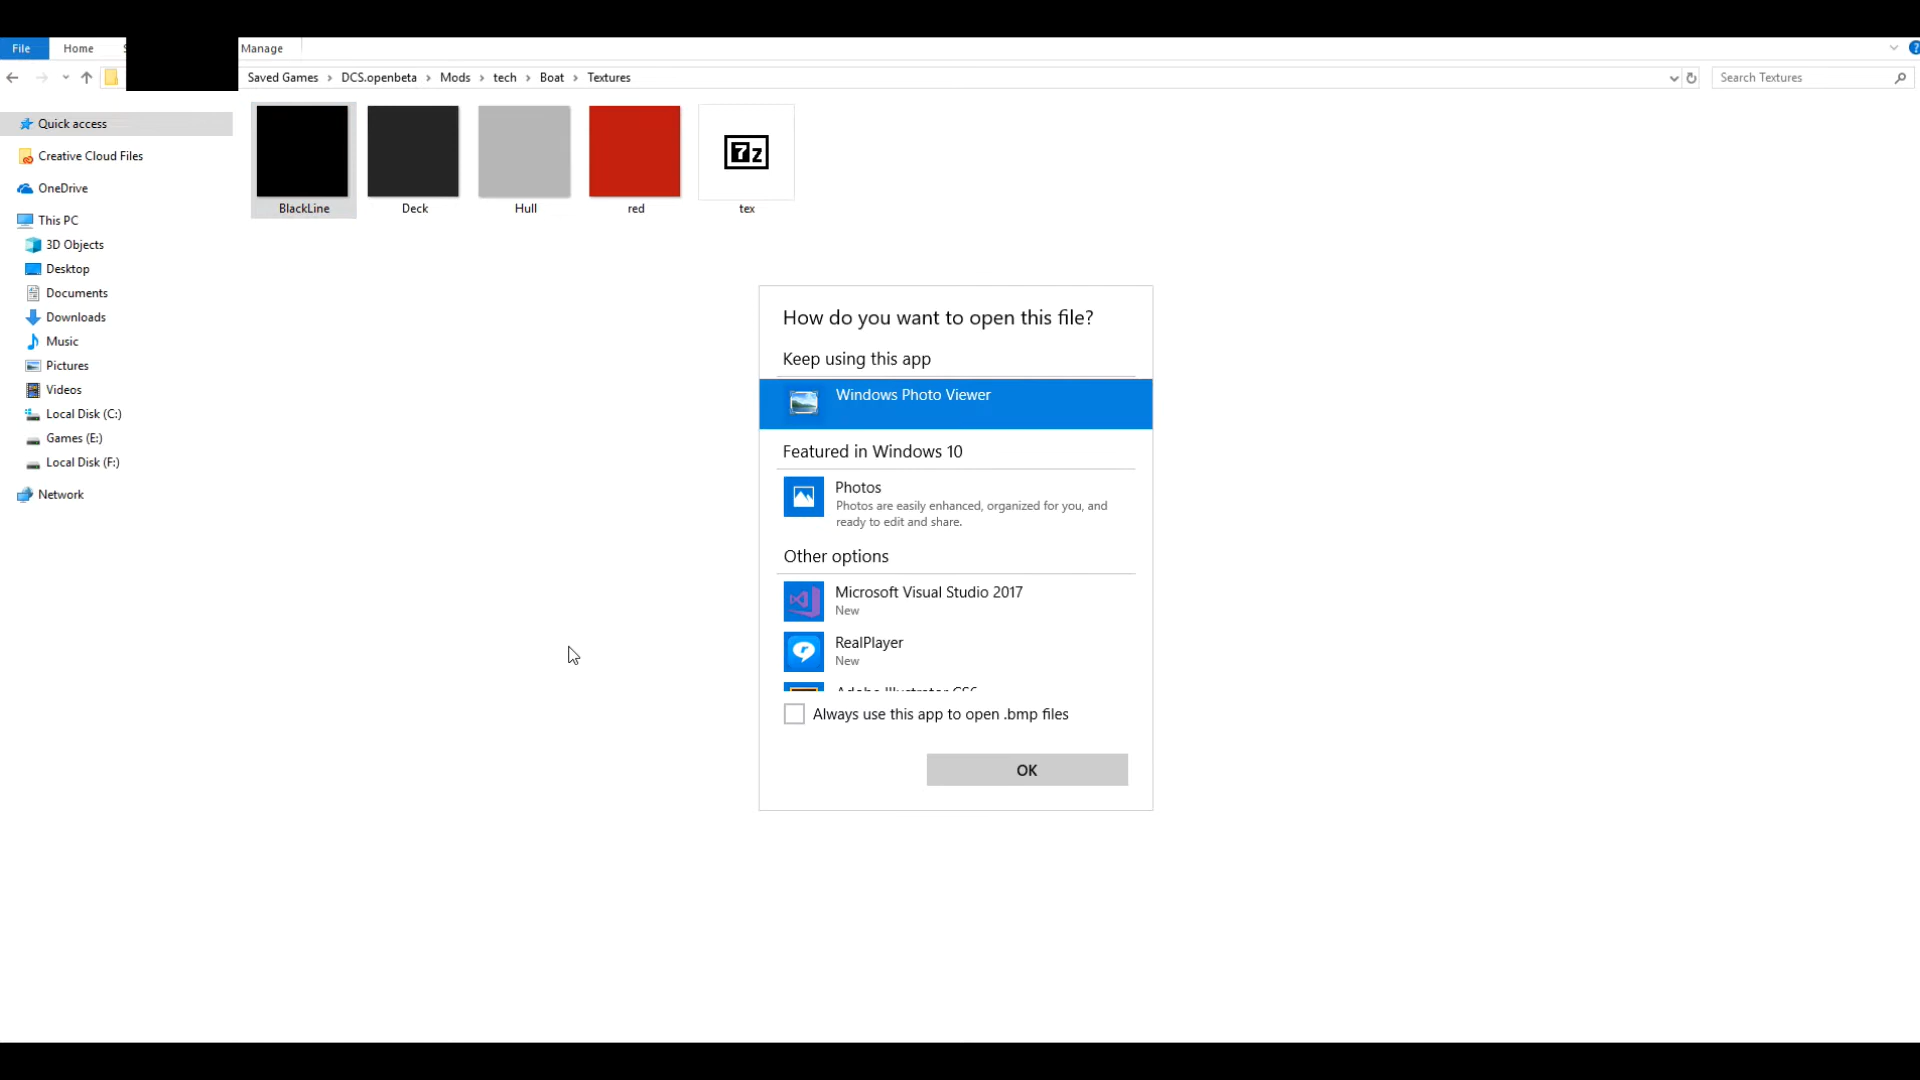 File Home Manage
Saved Games DCS.openbeta Mods tech Boat Textures Search Textures
Quick access
Creative Cloud Files
OneDrive
This PC
3D Objects
Desktop
Documents
Downloads
Music
Pictures
Videos
Local Disk (C:)
Games (E:)
Local Disk (F:)
Network
7z
BlackLine Deck Hull red tex
How do you want to open this file?
Keep using this app
Windows Photo Viewer
Featured in Windows 10
Photos
Photos are easily enhanced, organized for you, and
ready to edit and share.
Other options
Microsoft Visual Studio 2017
New
RealPlayer
New
Always use this app to open .bmp files
OK